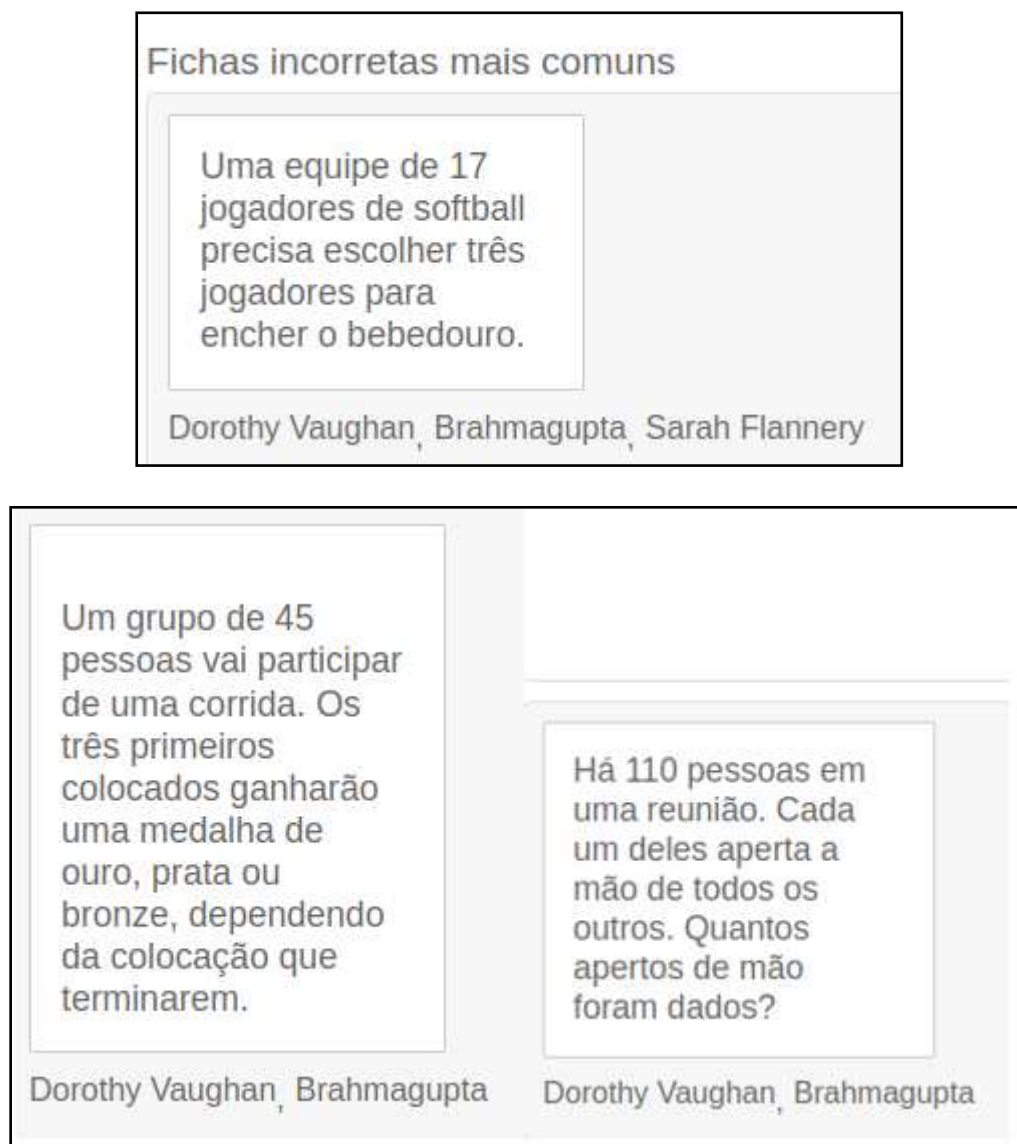 Fichas incorretas mais comuns
Uma equipe de 17
jogadores de softball
precisa escolher três
jogadores para
encher o bebedouro.
Dorothy Vaughan, Brahmagupta, Sarah Flannery
Um grupo de 45
pessoas vai participar
de uma corrida. Os
três primeiros
colocados ganharão
uma medalha de
ouro, prata ou
bronze, dependendo
da colocação que
terminarem.
Dorothy Vaughan, Brahmagupta
Há 110 pessoas em
uma reunião. Cada
um deles aperta a
mão de todos os
outros. Quantos
apertos de mão
foram dados?
Dorothy Vaughan, Brahmagupta